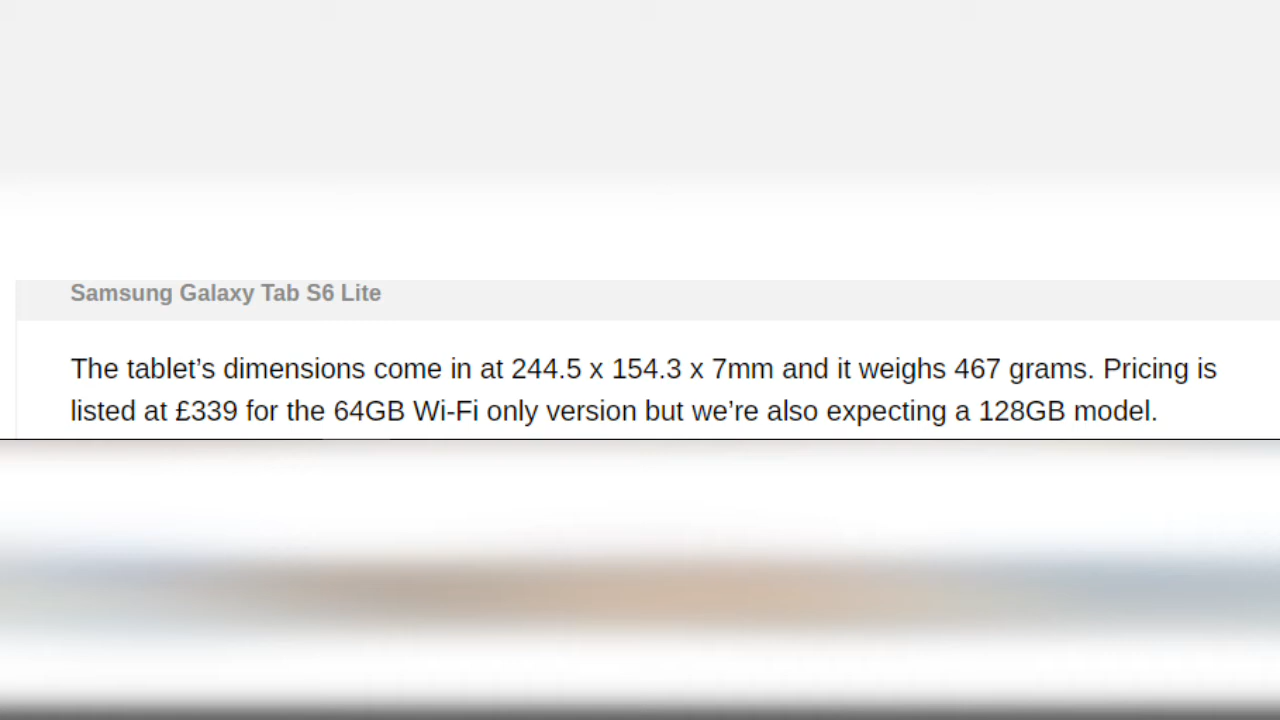 Samsung Galaxy Tab S6 Lite
The tablet’s dimensions come in at 244.5 x 154.3 x 7mm and it weighs 467 grams. Pricing is
listed at £339 for the 64GB Wi-Fi only version but we’re also expecting a 128GB model.